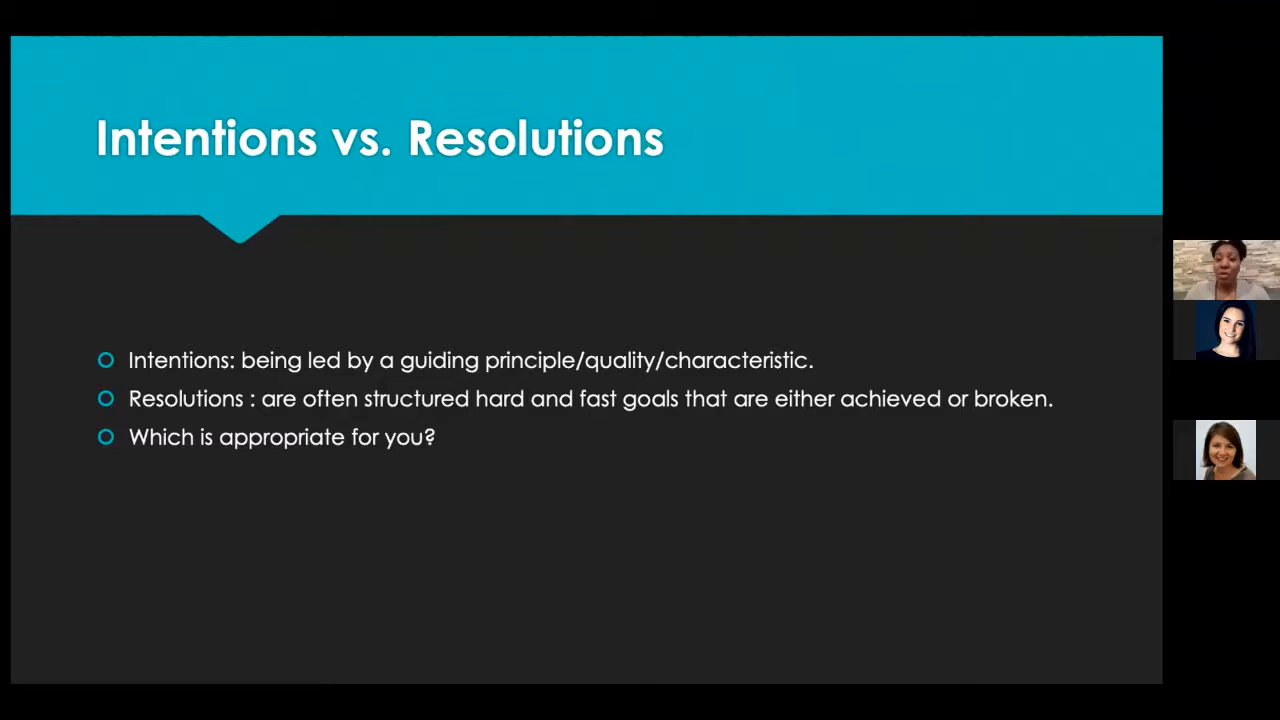 Intentions vs. Resolutions
Intentions: being led by a guiding principle/quality/characteristic.
Resolutions : are often structured hard and fast goals that are either achieved or broken.
Which is appropriate for you?